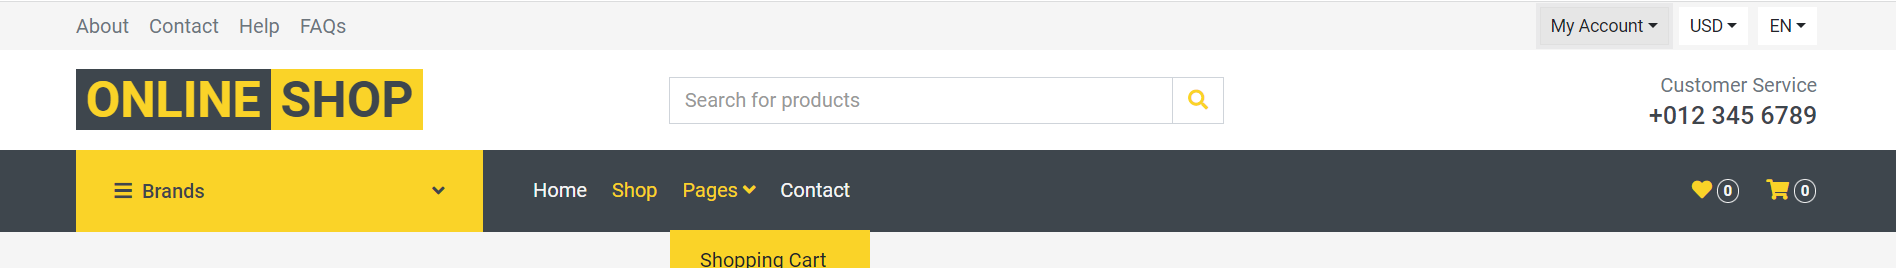 About Contact Help FAQs My Account USD EN
ONLINE SHOP Search for products Customer Service
+012 345 6789
Brands Home Shop Pages Contact 0 0
Shopping Cart